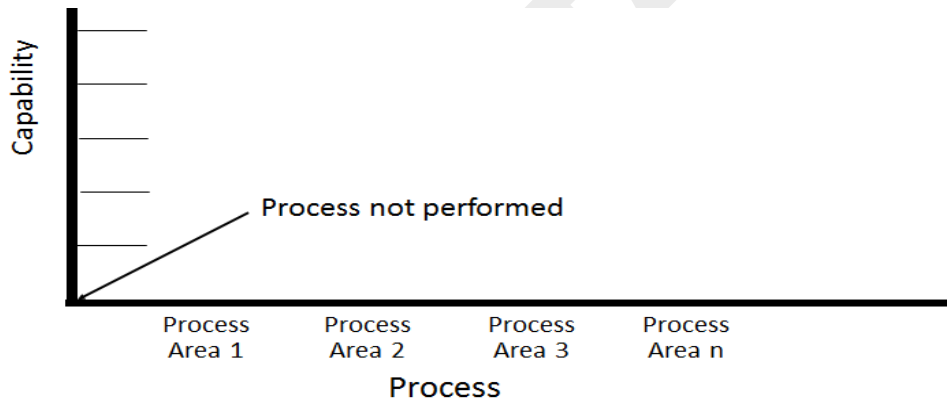 Capability
Process not performed
Process Area 1
Process Area 2
Process Area 3
Process Area n
Process